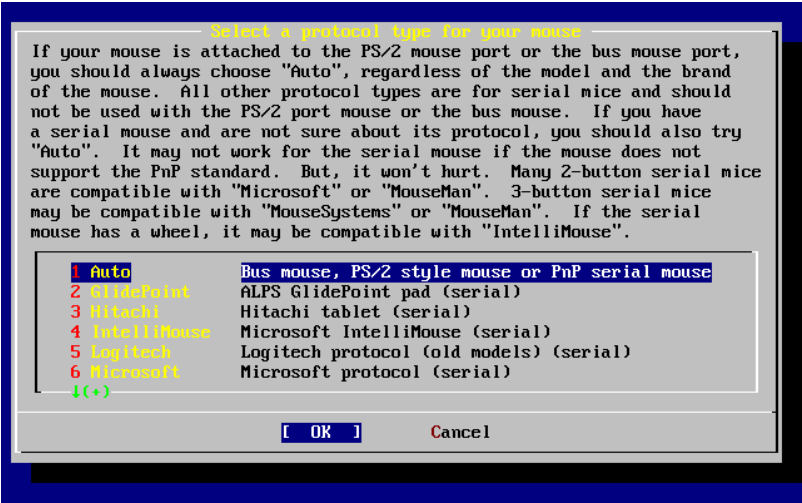 Select a protocol type for your mouse
If your mouse is attached to the PS/2 mouse port or the bus mouse port,
you should always choose "Auto", regardless of the model and the brand
of the mouse.  All other protocol types are for serial mice and should
not be used with the PS/2 port mouse or the bus mouse.  If you have
a serial mouse and are not sure about its protocol, you should also try
"Auto".  It may not work for the serial mouse if the mouse does not
support the PnP standard.  But, it won't hurt.  Many 2-button serial mice
are compatible with "Microsoft" or "MouseMan".  3-button serial mice
may be compatible with "MouseSystems" or "MouseMan".  If the serial
mouse has a wheel, it may be compatible with "IntelliMouse".
1 Auto Bus mouse, PS/2 style mouse or PnP serial mouse
2 GlidePoint ALPS GlidePoint pad (serial)
3 Hitachi Hitachi tablet (serial)
4 IntelliMouse Microsoft IntelliMouse (serial)
5 Logitech Logitech protocol (old models) (serial)
6 Microsoft Microsoft protocol (serial)
↓(+)
[ OK ] Cancel